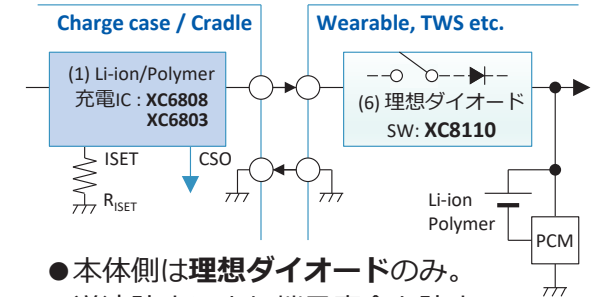 Charge case / Cradle
Wearable, TWS etc.
(1) Li-ion/Polymer
充電IC : XC6808
XC6803
(6) 理想ダイオード
SW: XC8110
ISET
CSO
RISET
Li-ion
Polymer
PCM
●本体側は理想ダイオードのみ。